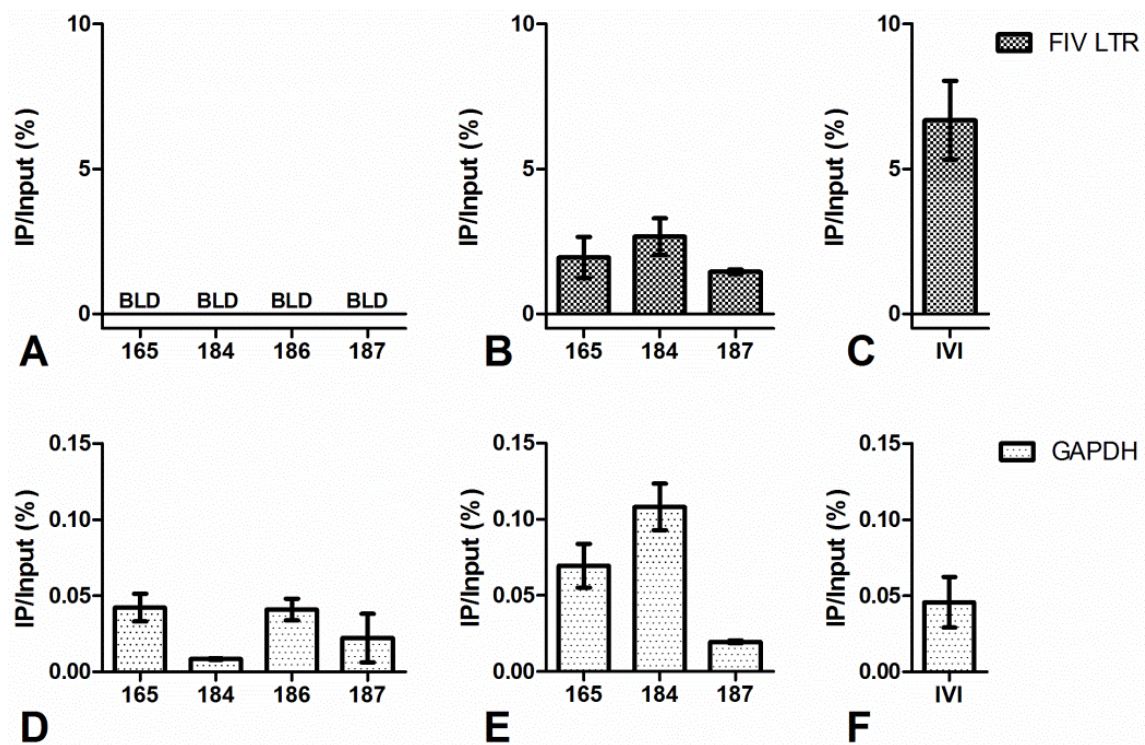 IP/Input (%)
10
5
0
BLD BLD BLD BLD
165 184 186 187
A
IP/Input (%)
10
5
0
165 184 187
B
IP/Input (%)
10
5
0
IVI
C
FIV LTR
IP/Input (%)
0.15
0.10
0.05
0.00
165 184 186 187
D
IP/Input (%)
0.15
0.10
0.05
0.00
165 184 187
E
IP/Input (%)
0.15
0.10
0.05
0.00
IVI
F
GAPDH